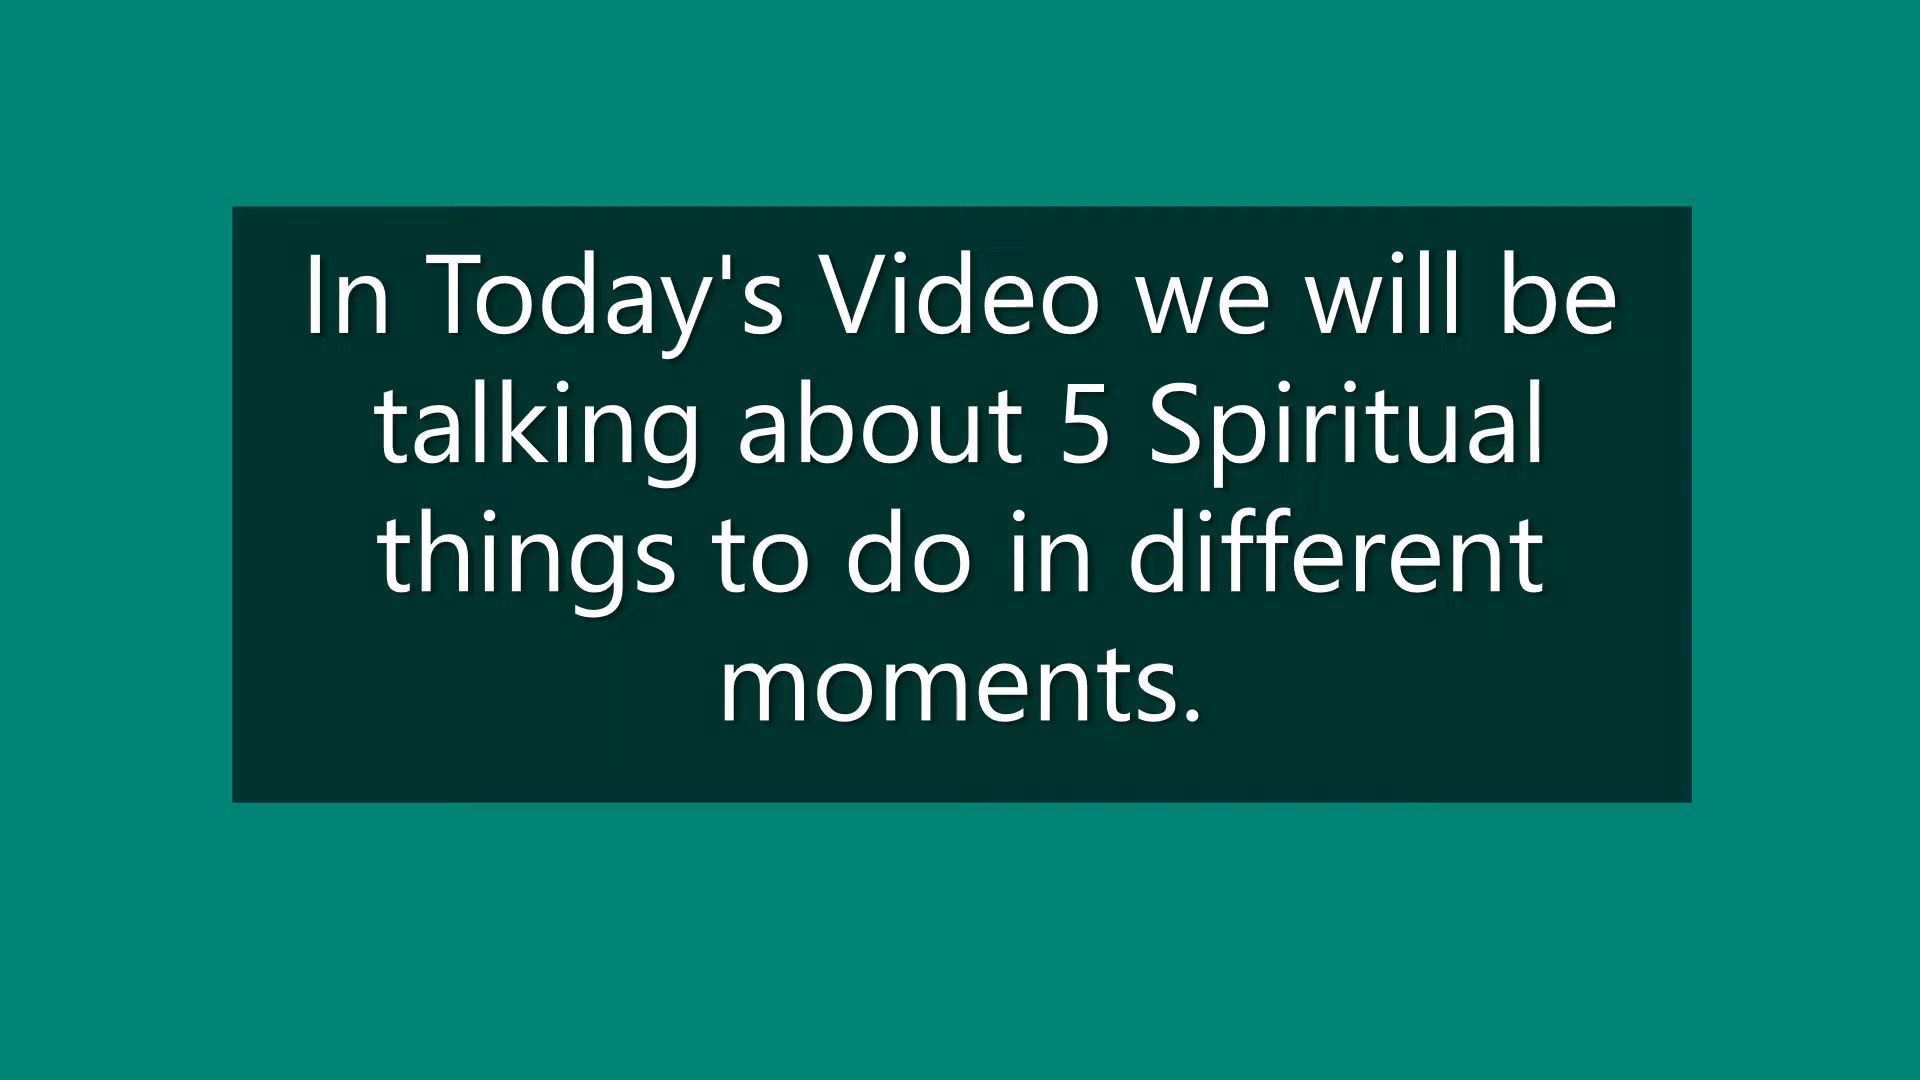 In Today's Video we will be
talking about 5 Spiritual
things to do in different
moments.